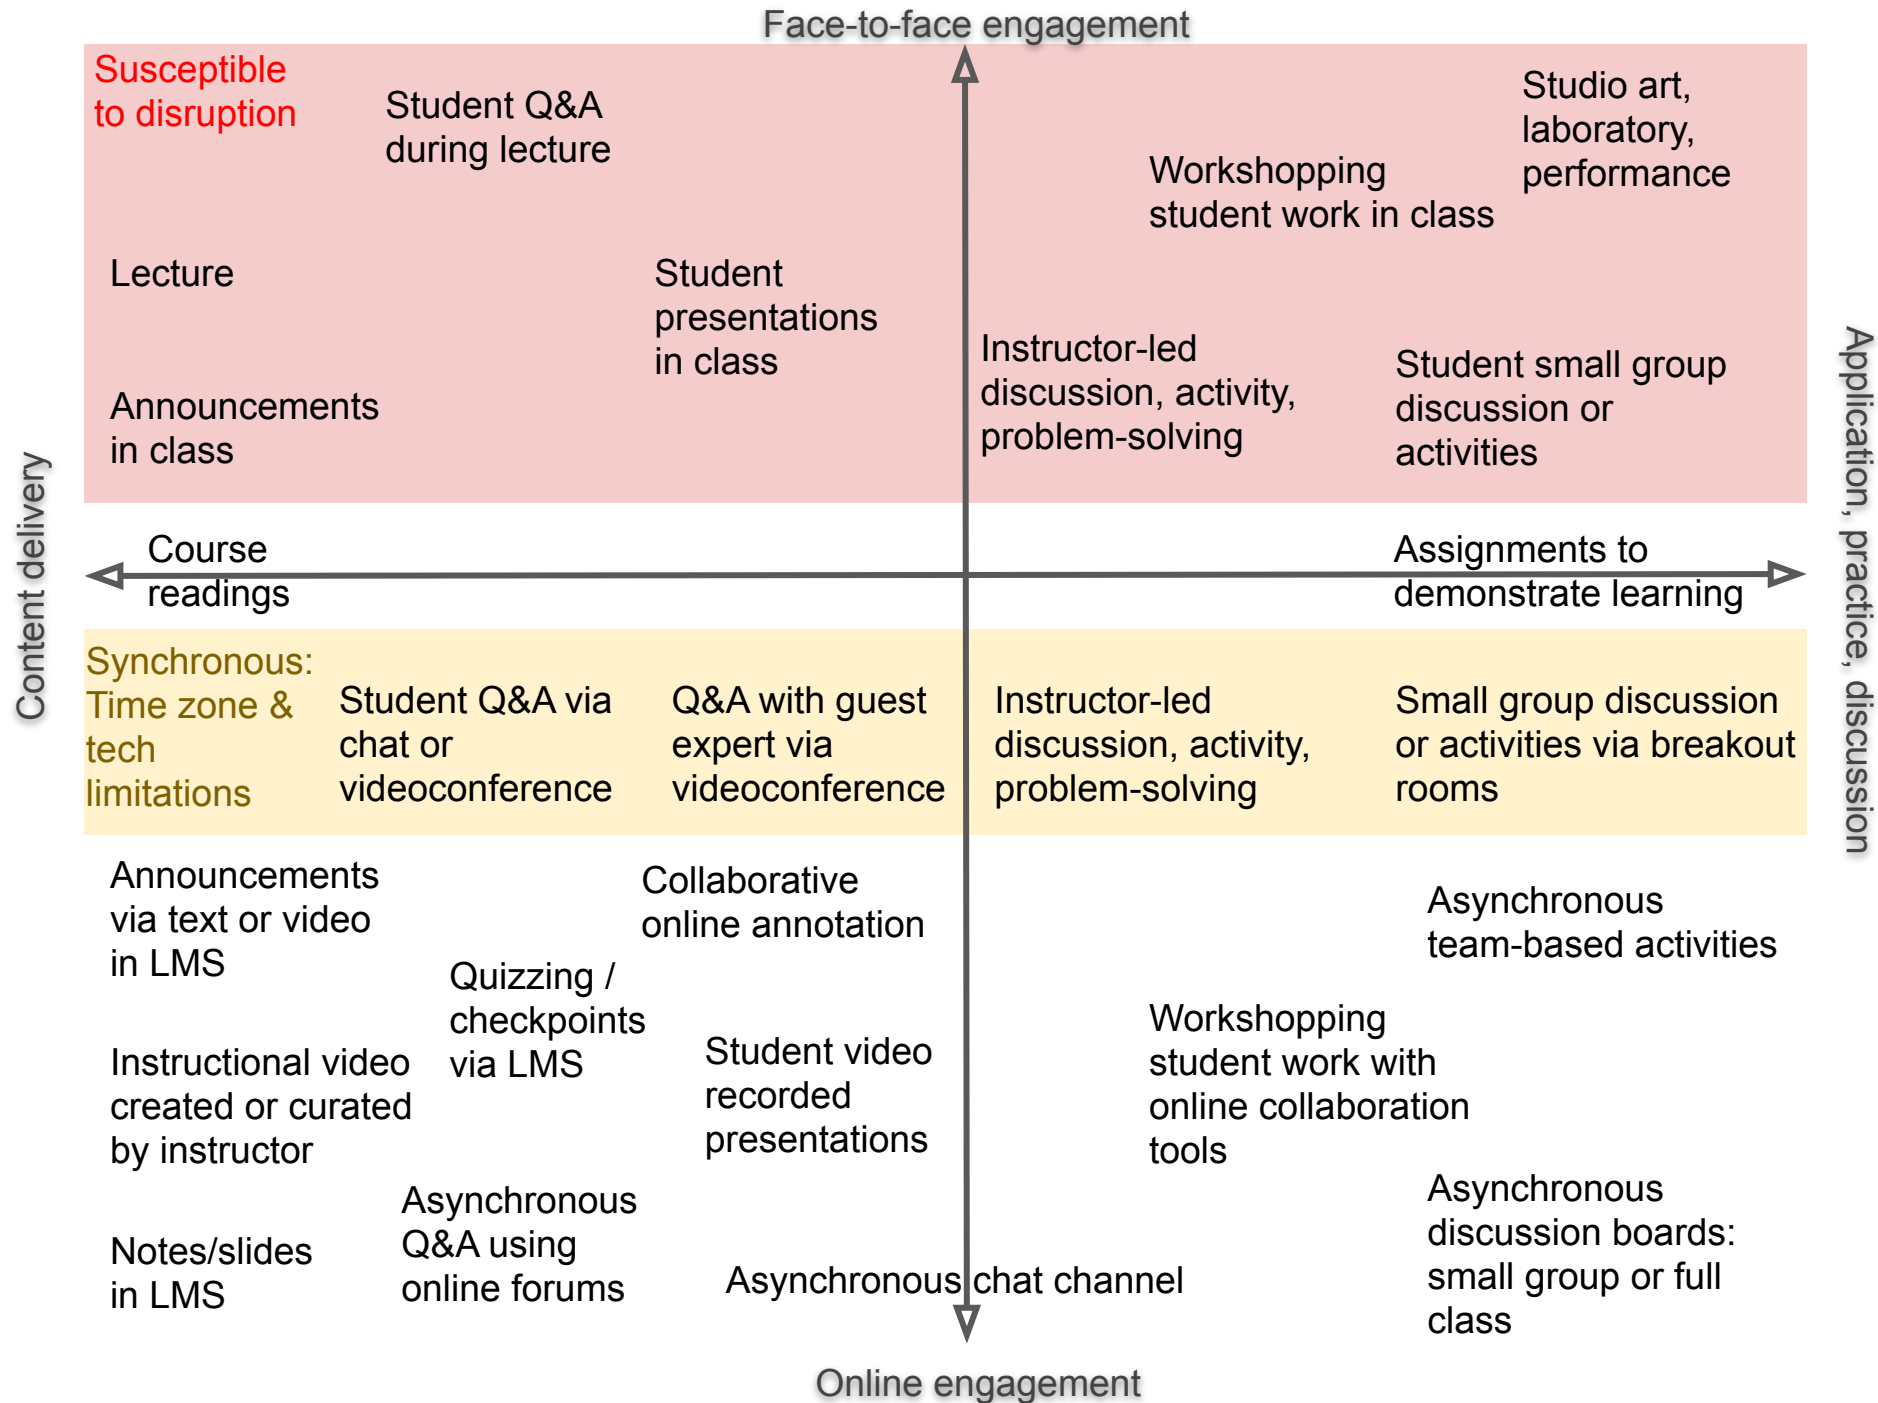 Face-to-face engagement
Susceptible
to disruption
Student Q&A
during lecture
Studio art,
laboratory,
performance
Workshopping
student work in class
Lecture
Student
presentations
in class
Instructor-led
discussion, activity,
problem-solving
Student small group
discussion or
activities
Announcements
in class
Content delivery
Application, practice, discussion
Course
readings
Assignments to
demonstrate learning
Synchronous:
Time zone &
tech
limitations
Student Q&A via
chat or
videoconference
Q&A with guest
expert via
videoconference
Instructor-led
discussion, activity,
problem-solving
Small group discussion
or activities via breakout
rooms
Announcements
via text or video
in LMS
Collaborative
online annotation
Asynchronous
team-based activities
Quizzing /
checkpoints
via LMS
Workshopping
student work with
online collaboration
tools
Instructional video
created or curated
by instructor
Student video
recorded
presentations
Asynchronous
Q&A using
online forums
Asynchronous
discussion boards:
small group or full
class
Notes/slides
in LMS
Asynchronous chat channel
Online engagement